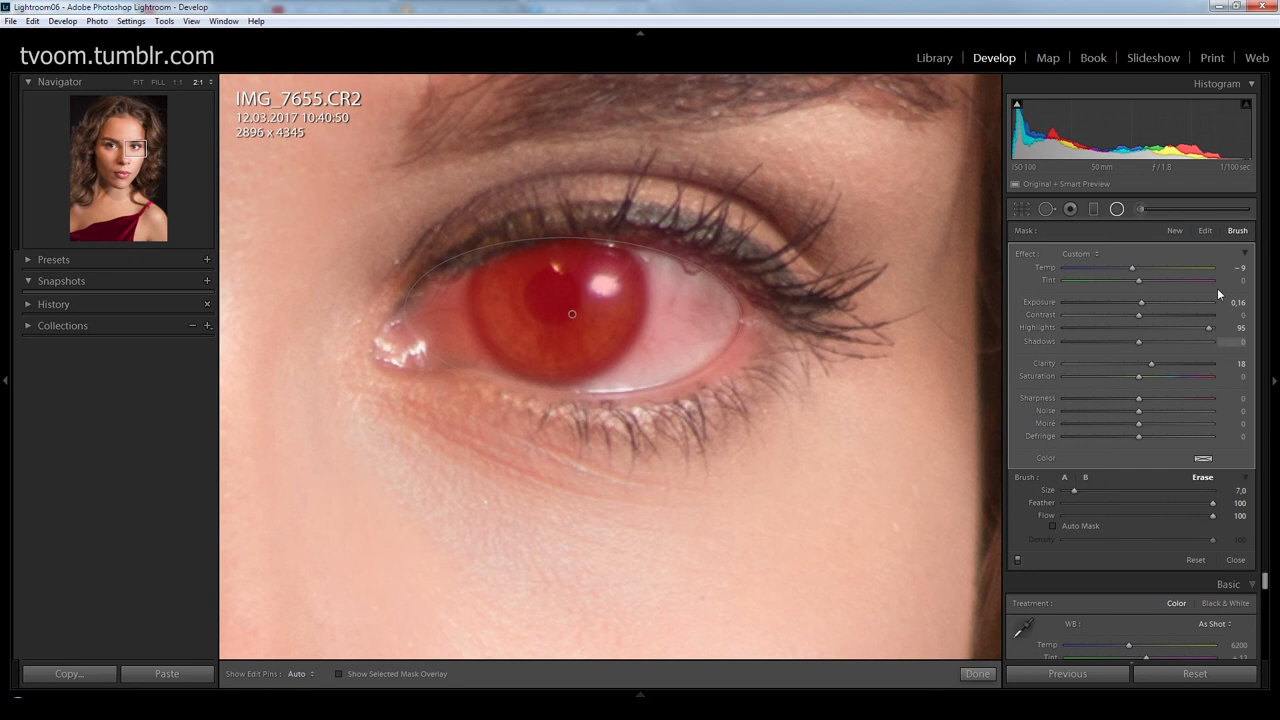 Lightroom06 - Adobe Photoshop Lightroom - Develop
File Edit Develop Photo Settings Tools View Window Help
tvoom.tumblr.com
Library | Develop | Map | Book | Slideshow | Print | Web
Navigator FIT FILL 1:1 2:1
Presets
Snapshots
History
Collections
Copy... Paste
IMG_7655.CR2
12.03.2017 10:40:50
2896 x 4345
Show Edit Pins : Auto Show Selected Mask Overlay Done
Histogram
ISO 100 50 mm ƒ / 1,8 1/100 sec
Original + Smart Preview
Mask : New Edit Brush
Effect : Custom
Temp – 9
Tint 0
Exposure 0,16
Contrast 0
Highlights 95
Shadows 0
Clarity 18
Saturation 0
Sharpness 0
Noise 0
Moiré 0
Defringe 0
Color
Brush : A B Erase
Size 7,0
Feather 100
Flow 100
Auto Mask
Density 100
Reset Close
Basic
Treatment : Color Black & White
WB : As Shot
Temp 6200
Tint + 12
Previous Reset